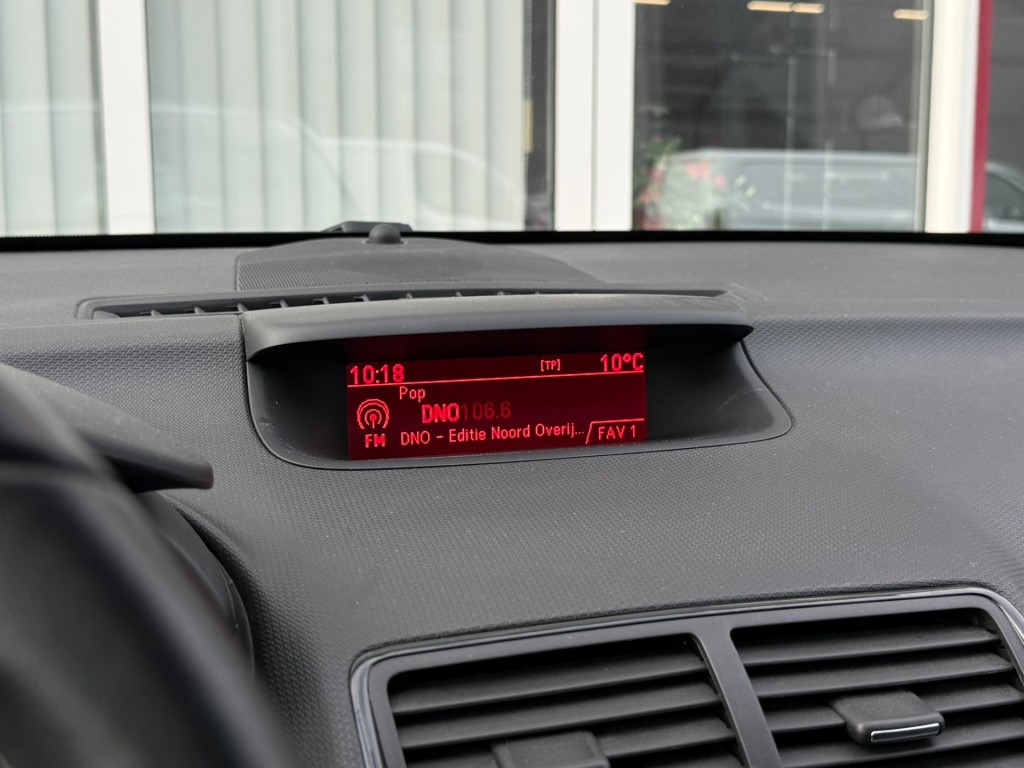 10:18 [TP] 10°C
Pop
DNO106.6
FM DNO - Editie Noord Overij... FAV 1